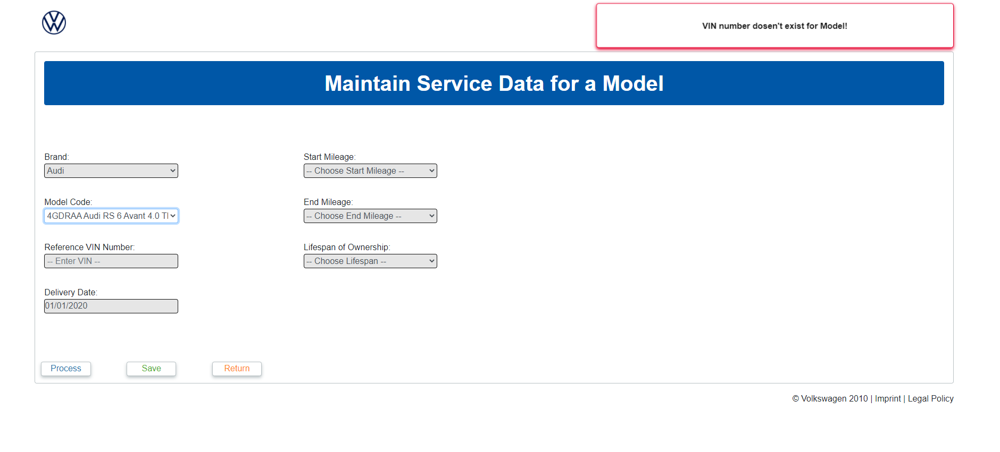 VIN number dosen't exist for Model!
Maintain Service Data for a Model
Brand:
Audi
Start Mileage:
-- Choose Start Mileage --
Model Code:
4GDRAA Audi RS 6 Avant 4.0 
End Mileage:
-- Choose End Mileage --
Reference VIN Number:
-- Enter VIN --
Lifespan of Ownership:
-- Choose Lifespan --
Delivery Date:
01/01/2020
Process
Save
Return
© Volkswagen 2010 | Imprint | Legal Policy